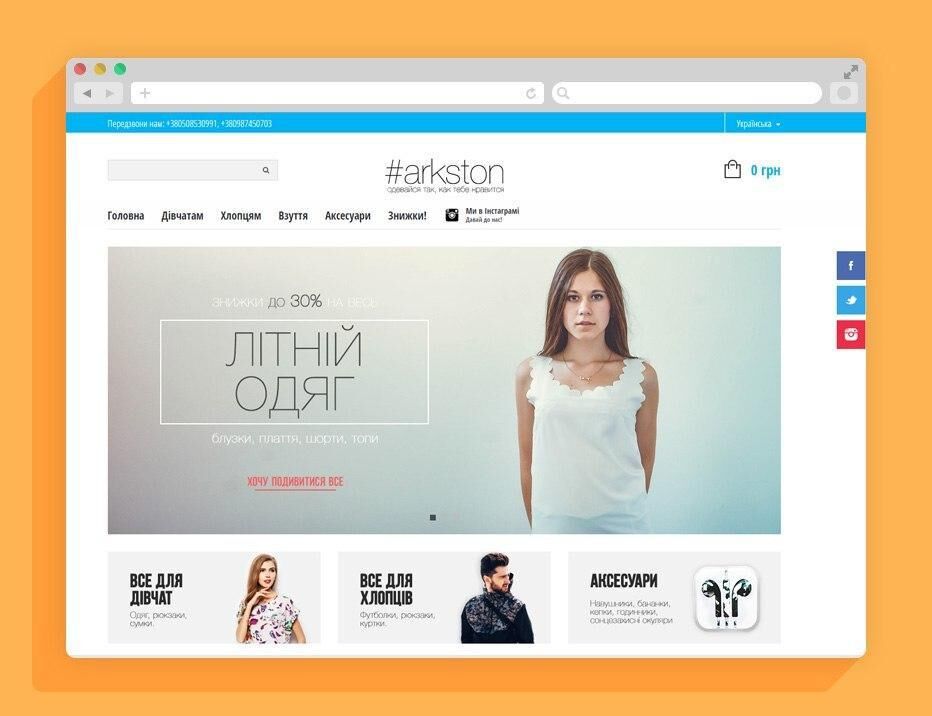 Передзвони нам: +380508530991, +380987450703
Українська
#arkston
одевайся так, как тебе нравится
0 грн
Головна Дівчатам Хлопцям Взуття Аксесуари Знижки!
Ми в Інстаграмі
Давай до нас!
f
ЗНИЖКИ ДО 30% НА ВЕСЬ
ЛІТНІЙ
ОДЯГ
блузки, плаття, шорти, топи
ХОЧУ ПОДИВИТИСЯ ВСЕ
ВСЕ ДЛЯ
ДІВЧАТ
Одяг, рюкзаки,
сумки.
ВСЕ ДЛЯ
ХЛОПЦІВ
Футболки, рюкзаки,
куртки.
АКСЕСУАРИ
Навушники, бананки,
кепки, годинники,
сонцезахисні окуляри